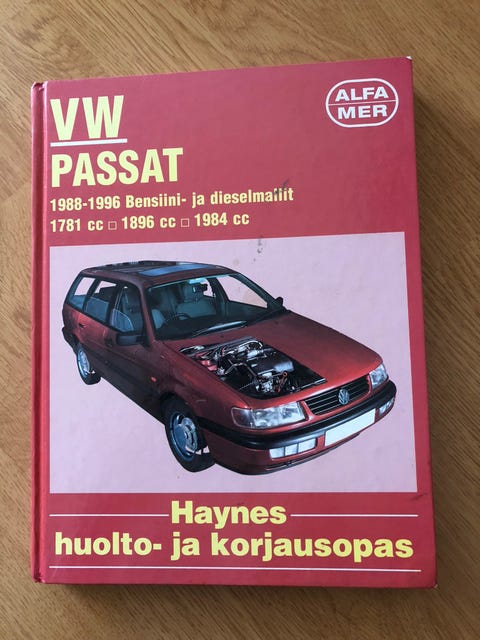 VW
ALFA
MER
PASSAT
1988-1996 Bensiini- ja dieselmallit
1781 cc □ 1896 cc □ 1984 cc
Haynes
huolto- ja korjausopas